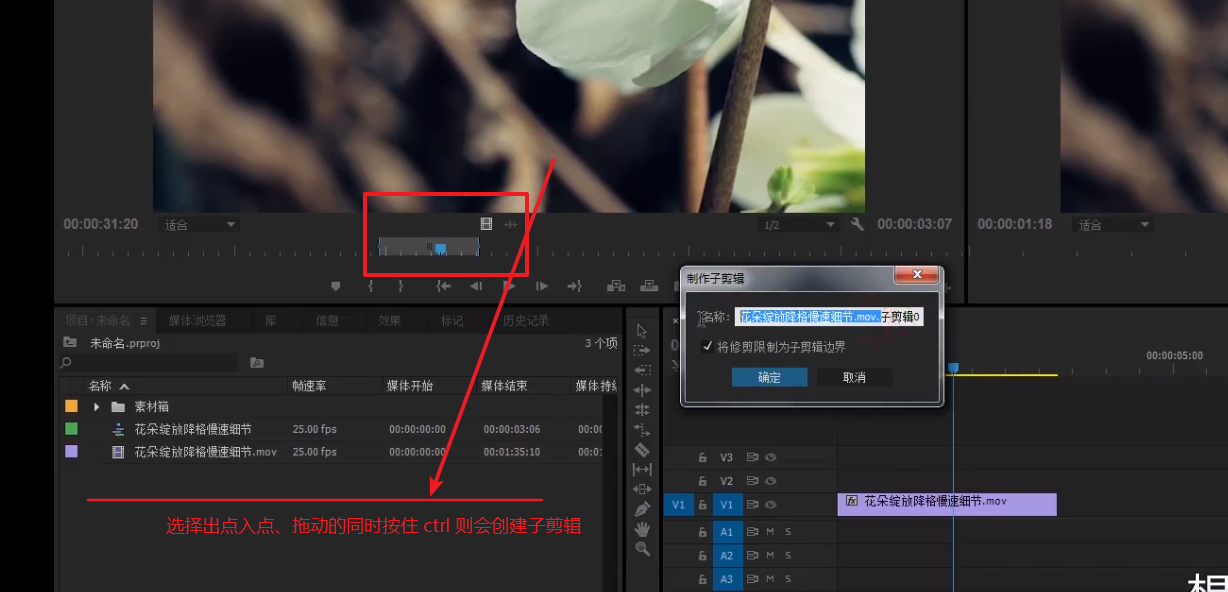 00:00:31:20 适合 1/2 00:00:03:07 00:00:01:18 适合
制作子剪辑
名称: 花朵绽放降格慢速细节.mov.子剪辑0
将修剪限制为子剪辑边界
确定 取消
项目:未命名 媒体浏览器 库 信息 效果 标记 历史记录
未命名.prproj 3 个项
名称 帧速率 媒体开始 媒体结束 媒体持续
素材箱
花朵绽放降格慢速细节 25.00 fps 00:00:00:00 00:00:03:06 00:00
花朵绽放降格慢速细节.mov 25.00 fps 00:00:00:00 00:01:35:10 00:0
选择出点入点、拖动的同时按住 ctrl 则会创建子剪辑
00:00:05:00
V3
V2
V1 V1 fx 花朵绽放降格慢速细节.mov
A1 M S
A2 M S
A3 M S